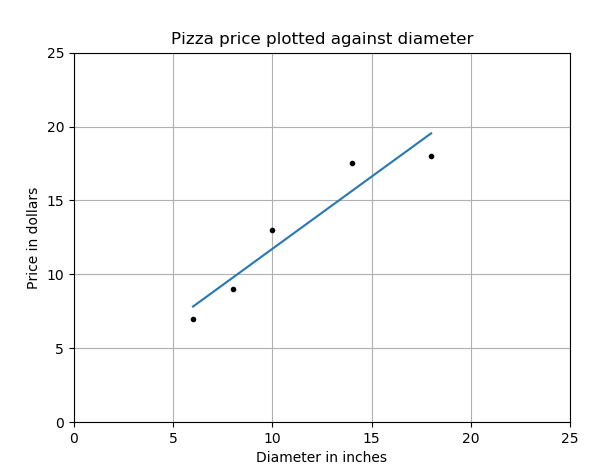 Pizza price plotted against diameter
25
20
15
10
5
0
Price in dollars
0 5 10 15 20 25
Diameter in inches